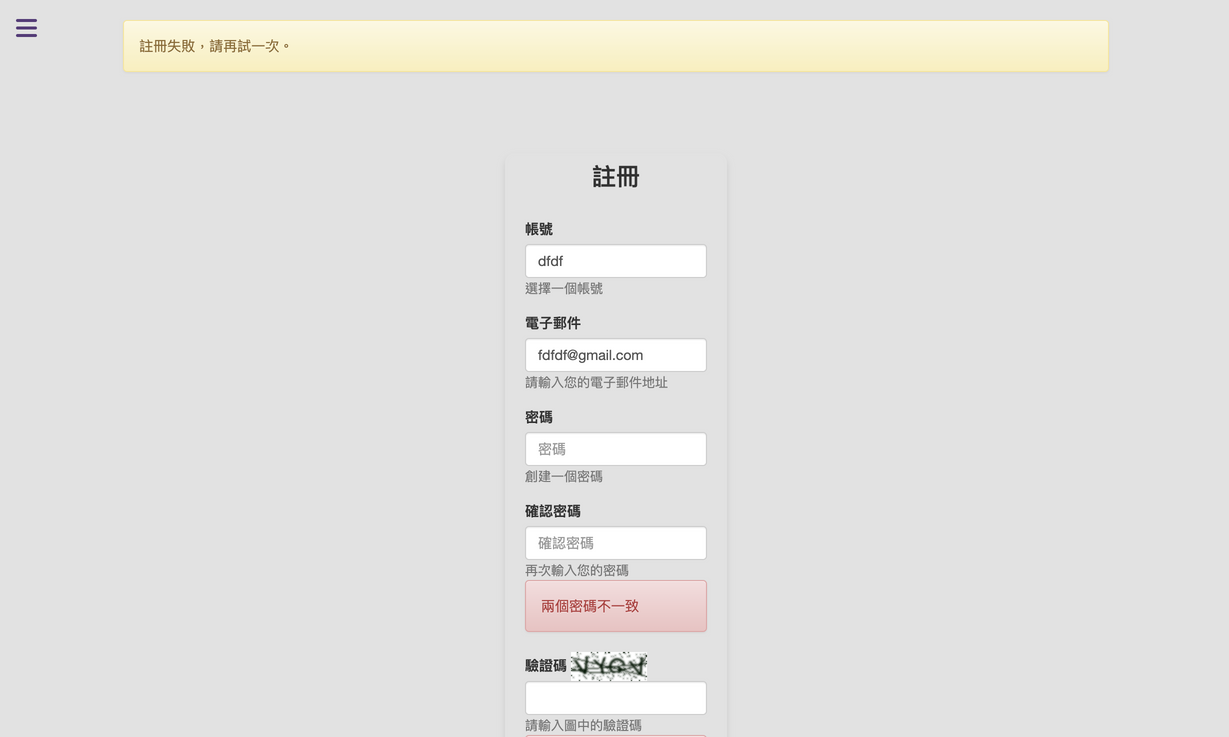 註冊失敗，請再試一次。
註冊
帳號
dfdf
選擇一個帳號
電子郵件
fdfdf@gmail.com
請輸入您的電子郵件地址
密碼
密碼
創建一個密碼
確認密碼
確認密碼
再次輸入您的密碼
兩個密碼不一致
驗證碼
請輸入圖中的驗證碼